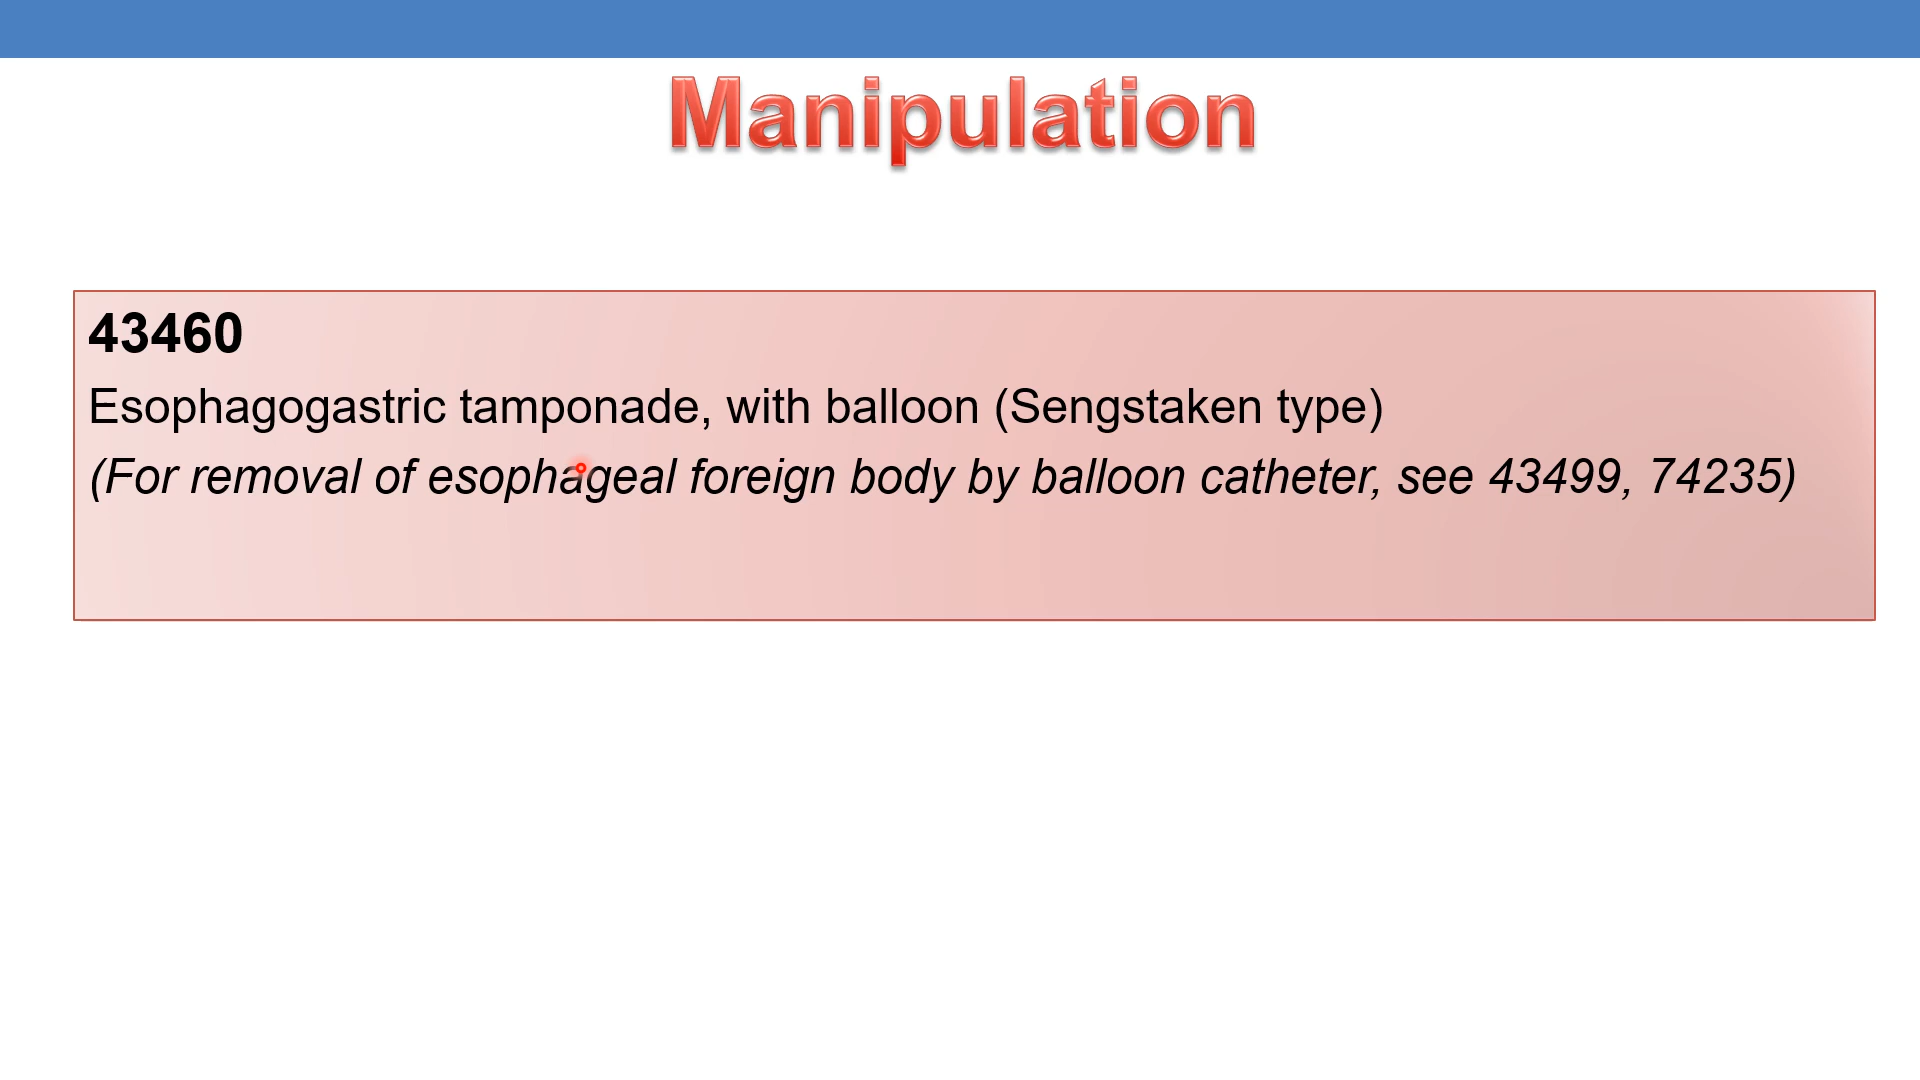 Manipulation
43460
Esophagogastric tamponade, with balloon (Sengstaken type)
(For removal of esophageal foreign body by balloon catheter, see 43499, 74235)